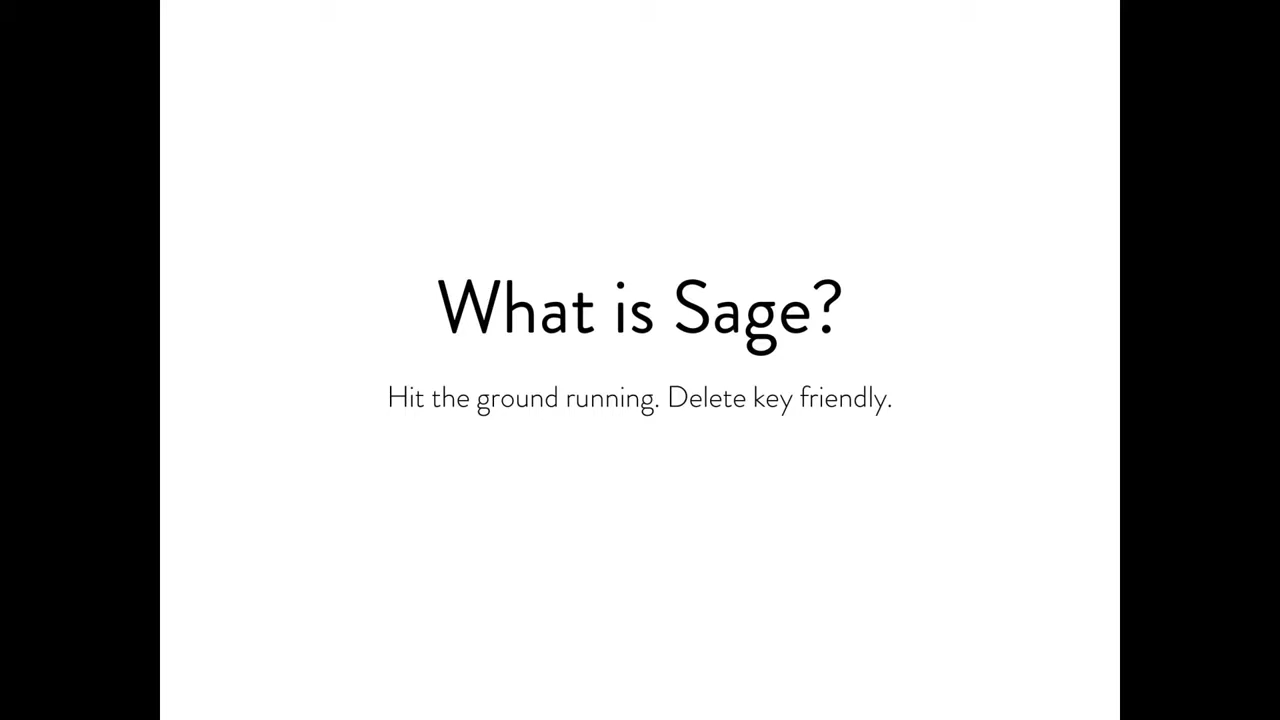 What is Sage?
Hit the ground running. Delete key friendly.